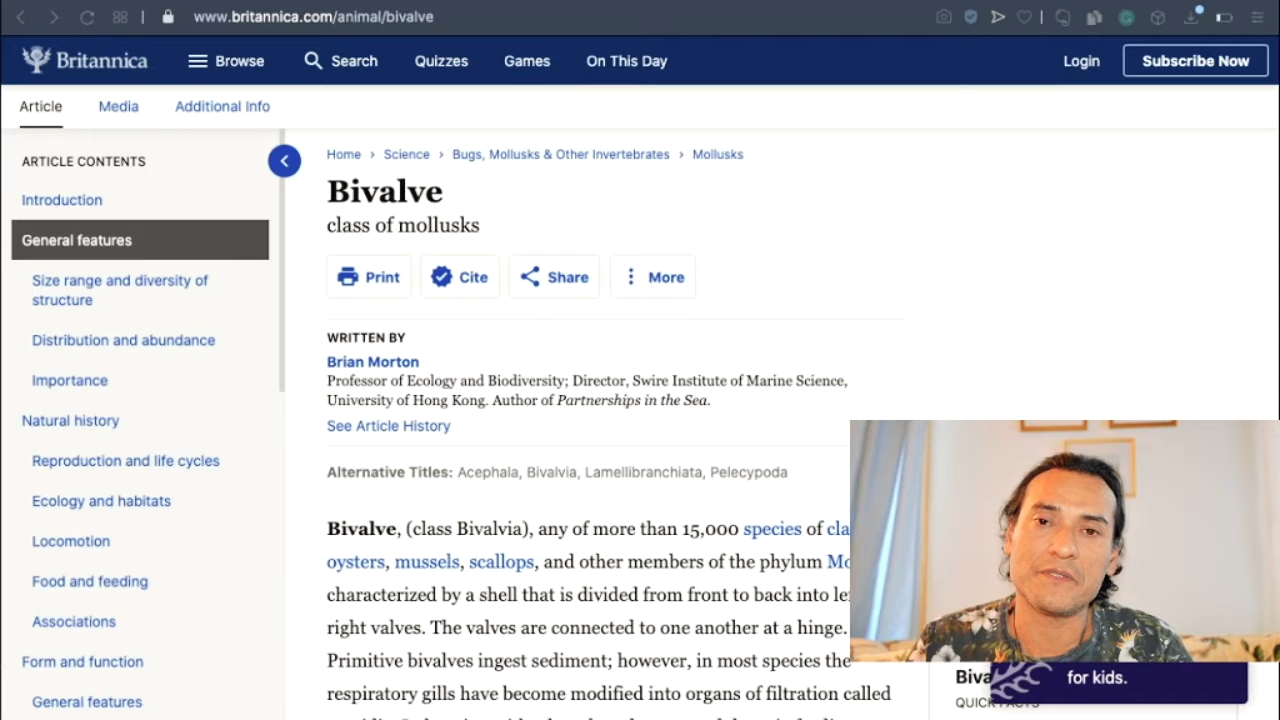 www.britannica.com/animal/bivalve
Britannica
Browse
Search
Quizzes
Games
On This Day
Login
Subscribe Now
Article
Media
Additional Info
ARTICLE CONTENTS
Introduction
General features
Size range and diversity of
structure
Distribution and abundance
Importance
Natural history
Reproduction and life cycles
Ecology and habitats
Locomotion
Food and feeding
Associations
Form and function
General features
Home > Science > Bugs, Mollusks & Other Invertebrates > Mollusks
Bivalve
class of mollusks
Print
Cite
Share
More
WRITTEN BY
Brian Morton
Professor of Ecology and Biodiversity; Director, Swire Institute of Marine Science,
University of Hong Kong. Author of Partnerships in the Sea.
See Article History
Alternative Titles: Acephala, Bivalvia, Lamellibranchiata, Pelecypoda
Bivalve, (class Bivalvia), any of more than 15,000 species of
oysters, mussels, scallops, and other members of the phylum
characterized by a shell that is divided from front to back into
right valves. The valves are connected to one another at a hinge.
Primitive bivalves ingest sediment; however, in most species the
respiratory gills have become modified into organs of filtration called
for kids.